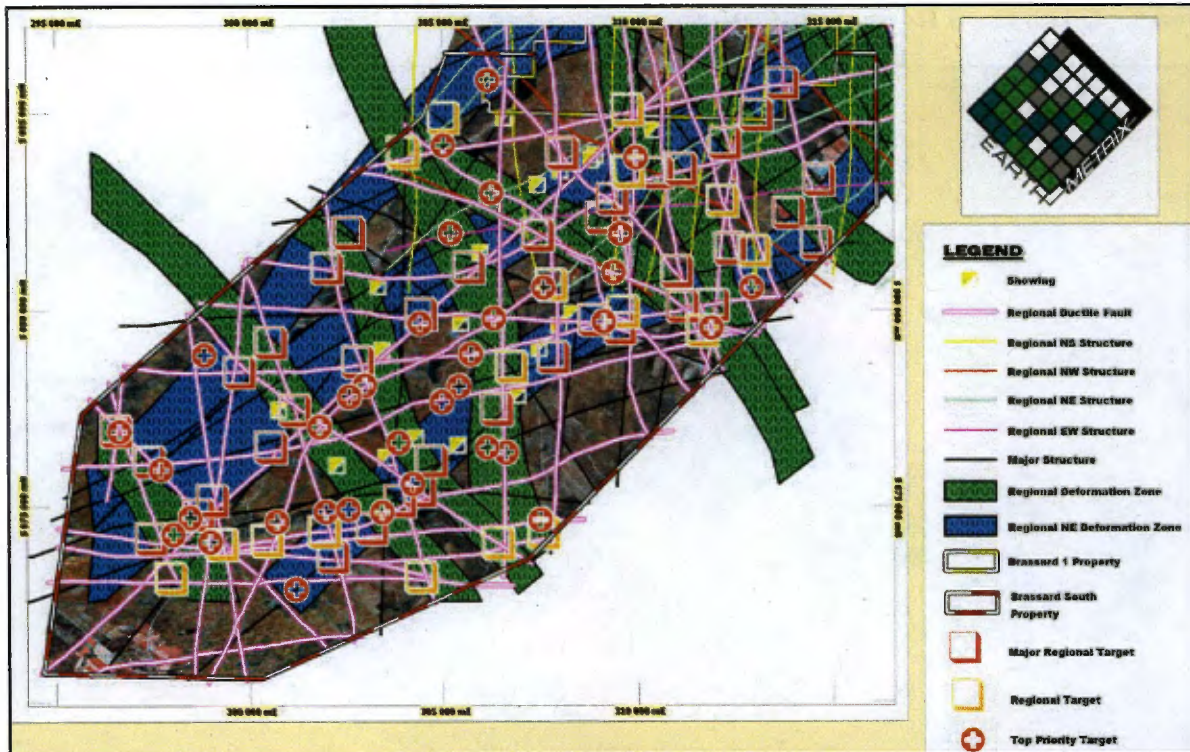 295 000 mE
300 000 mE
305 000 mE
310 000 mE
315 000 mE
EARTH METRIX
LEGEND
Showing
Regional Ductile Fault
Regional NS Structure
Regional NW Structure
Regional NE Structure
Regional EW Structure
Major Structure
Regional Deformation Zone
Regional NE Deformation Zone
Brassard 1 Property
Brassard South
Property
Major Regional Target
Regional Target
Top Priority Target
300 000 mE
305 000 mE
310 000 mE